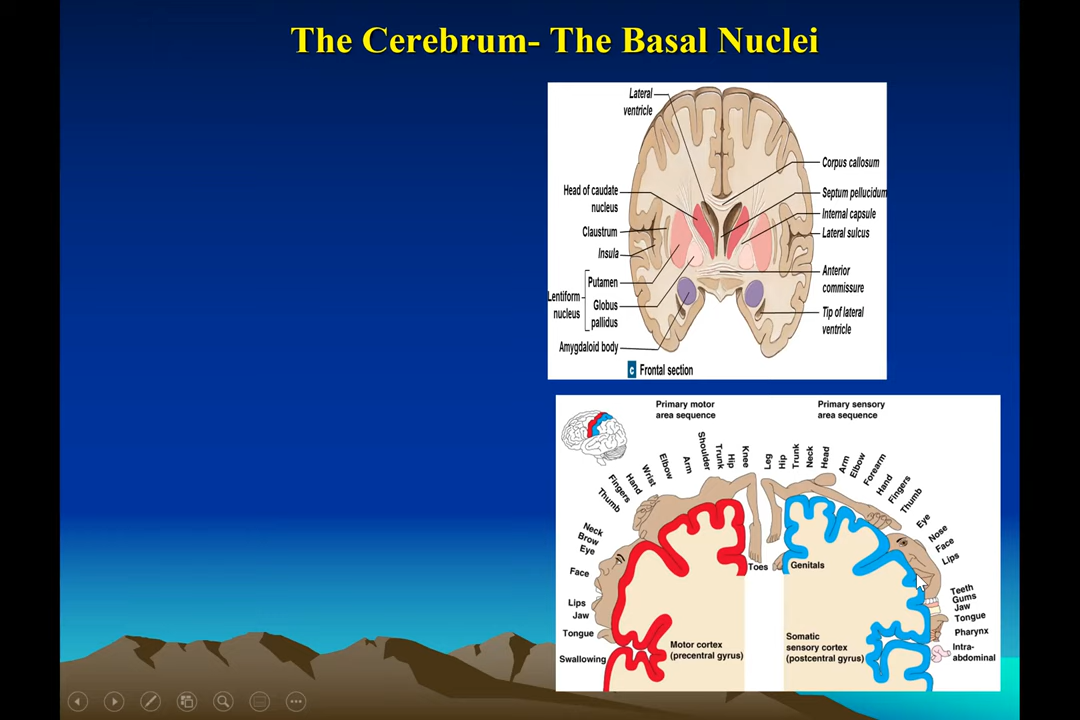 The Cerebrum- The Basal Nuclei
Lateral
ventricle
Head of caudate
nucleus
Claustrum
Insula
Lentiform
nucleus
Putamen
Globus
pallidus
Amygdaloid body
Corpus callosum
Septum pellucidum
Internal capsule
Lateral sulcus
Anterior
commissure
Tip of lateral
ventricle
c Frontal section
Primary motor
area sequence
Primary sensory
area sequence
Swallowing
Tongue
Jaw
Lips
Face
Eye
Brow
Neck
Thumb
Fingers
Hand
Wrist
Elbow
Arm
Shoulder
Trunk
Hip
Knee
Toes
Leg
Hip
Trunk
Neck
Head
Arm
Elbow
Forearm
Hand
Fingers
Thumb
Eye
Nose
Face
Lips
Teeth
Gums
Jaw
Tongue
Pharynx
Intra-
abdominal
Genitals
Motor cortex
(precentral gyrus)
Somatic
sensory cortex
(postcentral gyrus)